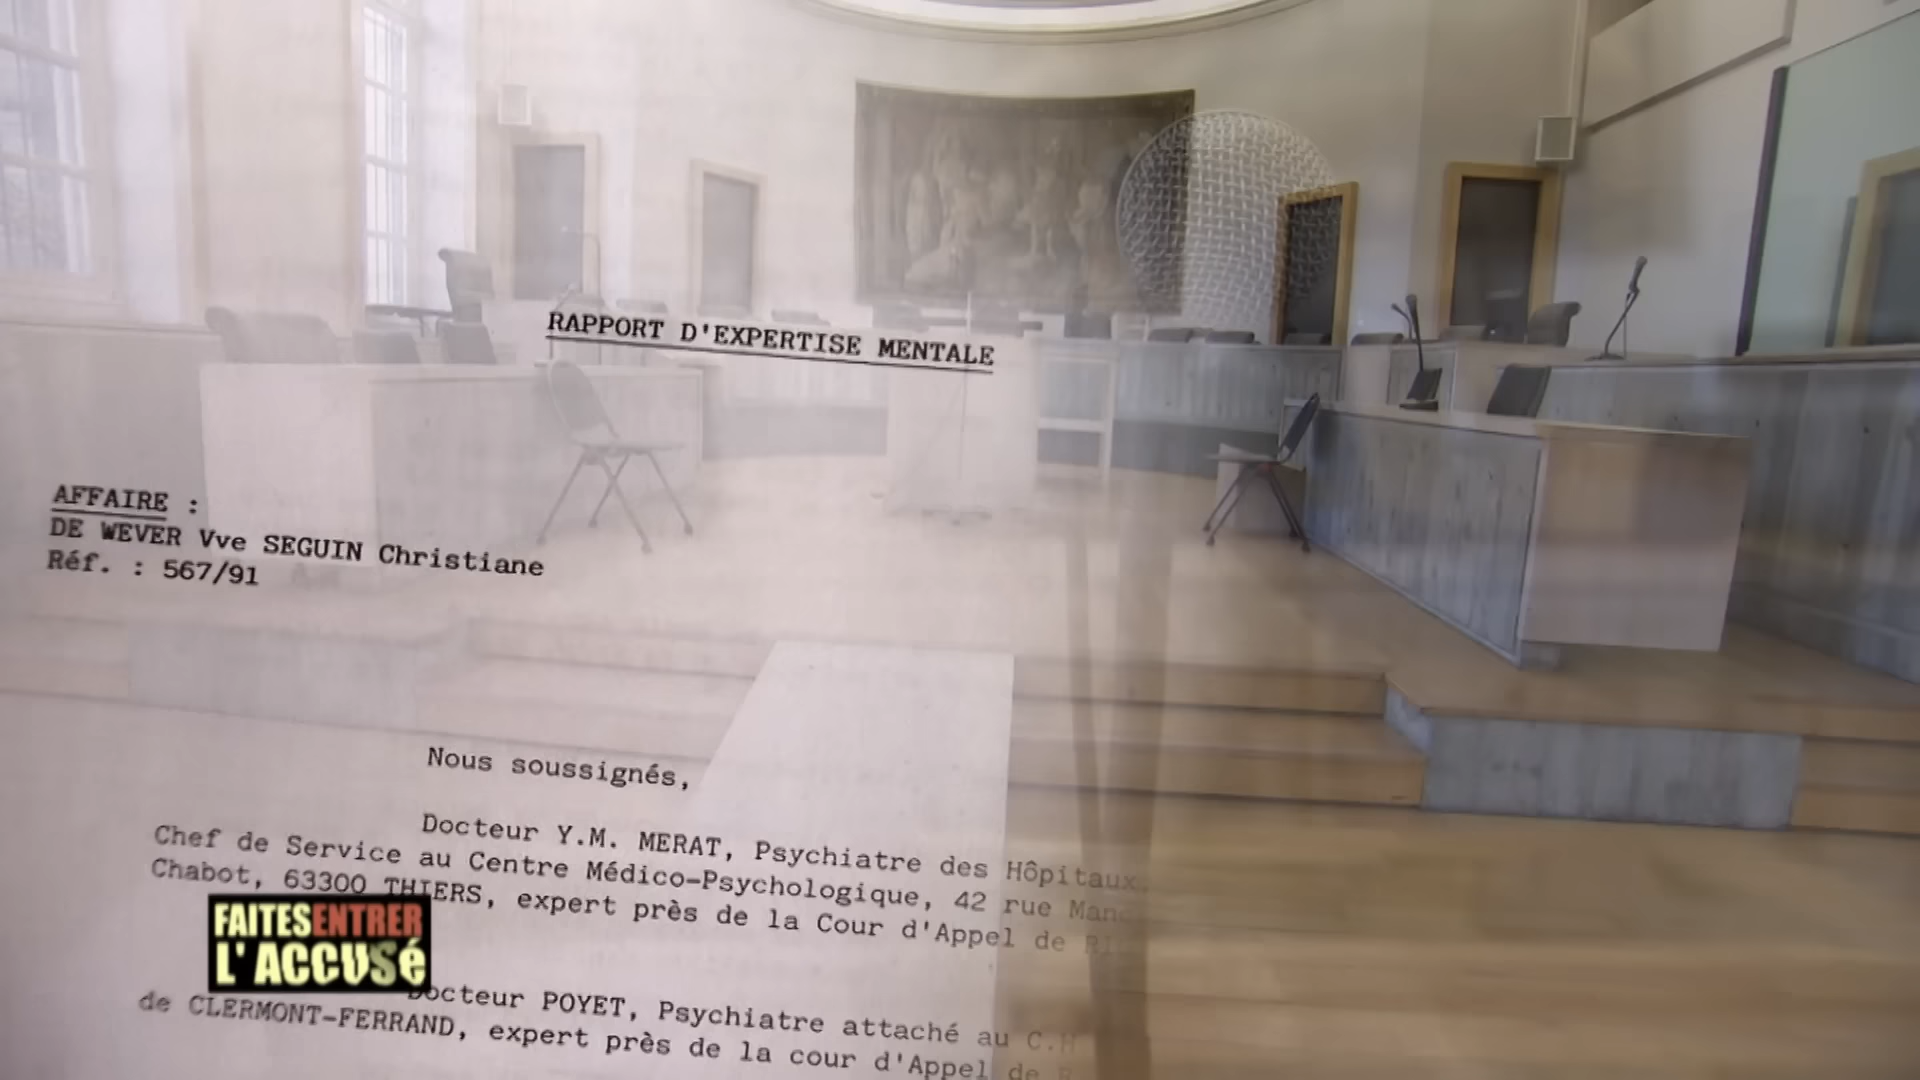 RAPPORT D'EXPERTISE MENTALE
AFFAIRE :
DE WEVER Vve SEGUIN Christiane
Réf. : 567/91
Nous soussignés,
Docteur Y.M. MERAT, Psychiatre des Hôpitaux
Chef de Service au Centre Médico-Psychologique, 42 rue
Chabot, 63300 THIERS, expert près de la Cour d'Appel de
FAITES ENTRER
L'ACCUSé
Docteur POYET, Psychiatre attaché au
de CLERMONT-FERRAND, expert près de la cour d'Appel de